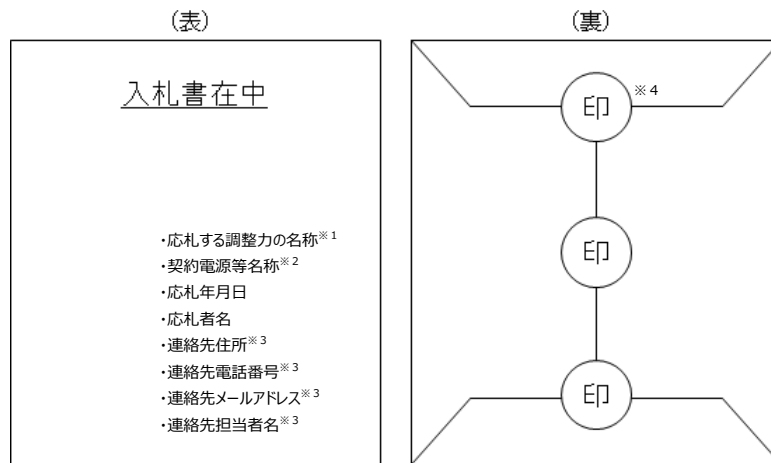 (表)
入札書在中
・応札する調整力の名称※1
・契約電源等名称※2
・応札年月日
・応札者名
・連絡先住所※3
・連絡先電話番号※3
・連絡先メールアドレス※3
・連絡先担当者名※3
(裏)
印※4
印
印